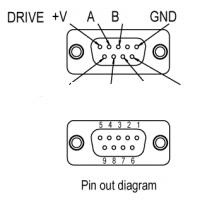 DRIVE +V A B GND
5 4 3 2 1
9 8 7 6
Pin out diagram